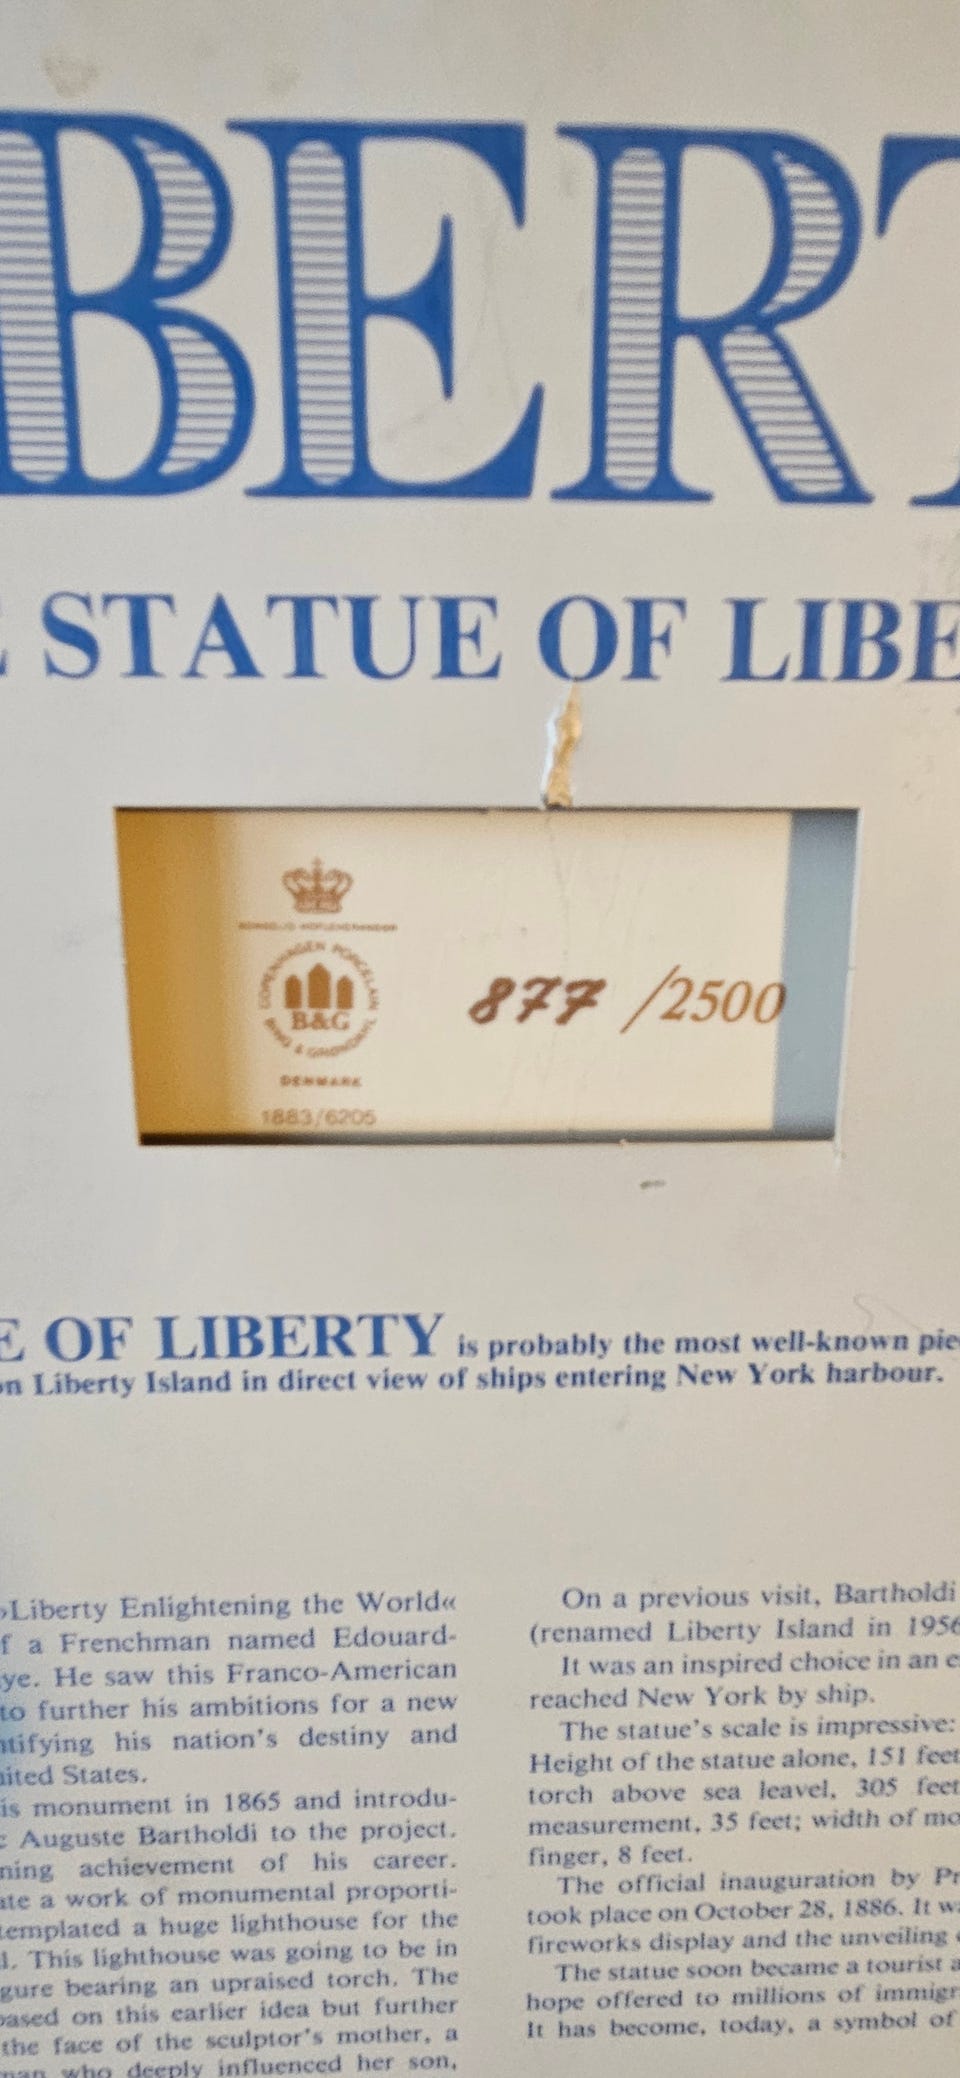 BERT
STATUE OF LIBE
COPENHAGEN PORCELAIN
B&G
BING & GRØNDAHL
DENMARK
1883/6205
877 /2500
E OF LIBERTY is probably the most well-known pie
on Liberty Island in direct view of ships entering New York harbour.
»Liberty Enlightening the World«
f a Frenchman named Edouard-
ye. He saw this Franco-American
to further his ambitions for a new
ntifying his nation's destiny and
nited States.
is monument in 1865 and introdu-
c Auguste Bartholdi to the project.
ning achievement of his career.
ate a work of monumental proporti-
templated a huge lighthouse for the
l. This lighthouse was going to be in
gure bearing an upraised torch. The
based on this earlier idea but further
the face of the sculptor's mother, a
man who deeply influenced her son,
On a previous visit, Bartholdi
(renamed Liberty Island in 1956
It was an inspired choice in an e
reached New York by ship.
The statue's scale is impressive:
Height of the statue alone, 151 feet
torch above sea leavel, 305 feet
measurement, 35 feet; width of mo
finger, 8 feet.
The official inauguration by Pr
took place on October 28, 1886. It wa
fireworks display and the unveiling
The statue soon became a tourist a
hope offered to millions of immigr
It has become, today, a symbol of